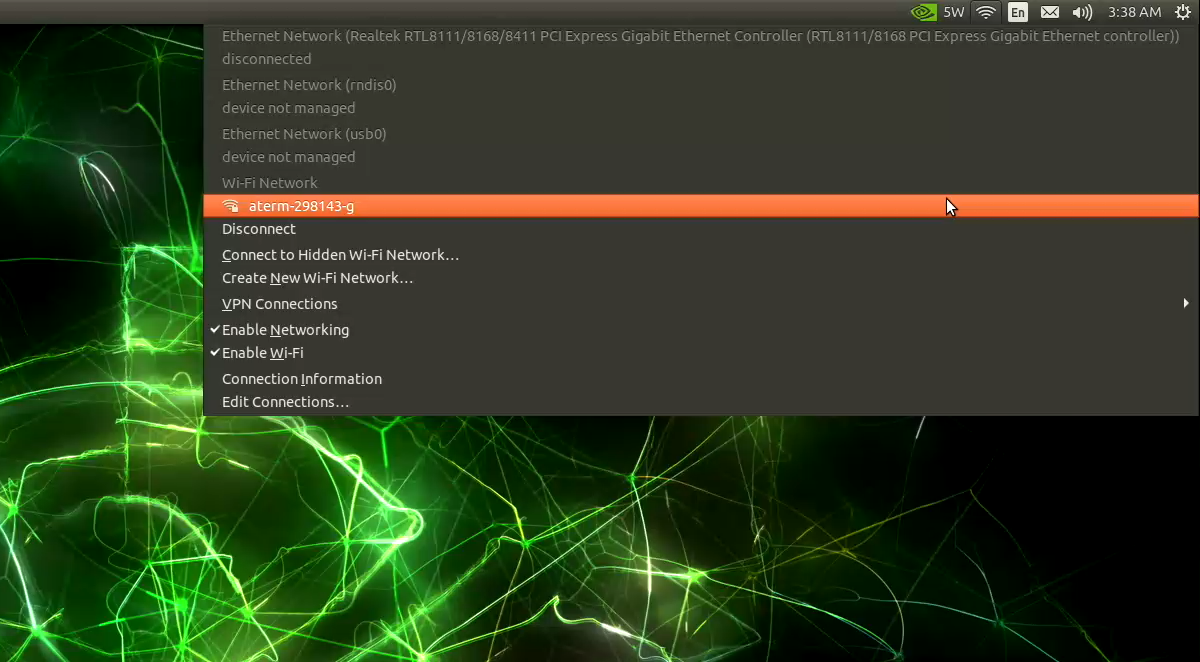 5W En 3:38 AM
Ethernet Network (Realtek RTL8111/8168/8411 PCI Express Gigabit Ethernet Controller (RTL8111/8168 PCI Express Gigabit Ethernet controller))
disconnected
Ethernet Network (rndis0)
device not managed
Ethernet Network (usb0)
device not managed
Wi-Fi Network
aterm-298143-g
Disconnect
Connect to Hidden Wi-Fi Network…
Create New Wi-Fi Network…
VPN Connections
Enable Networking
Enable Wi-Fi
Connection Information
Edit Connections…